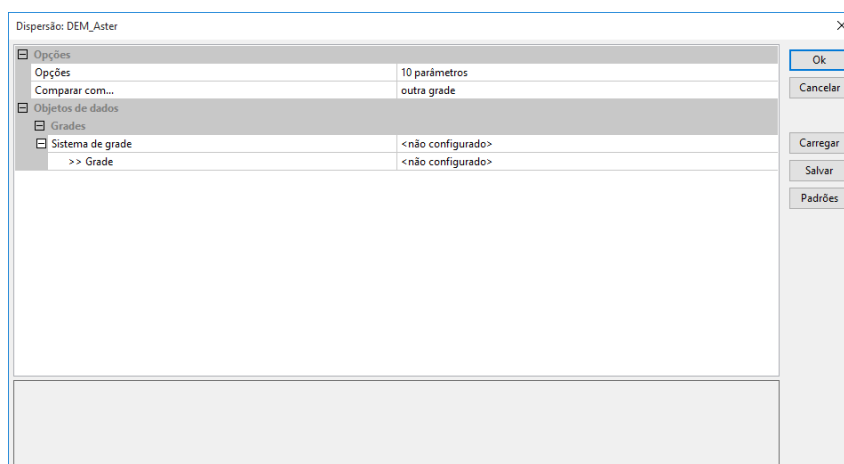 Dispersão: DEM_Aster
Opções
Opções 10 parâmetros
Comparar com... outra grade
Objetos de dados
Grades
Sistema de grade <não configurado>
>> Grade <não configurado>
Ok
Cancelar
Carregar
Salvar
Padrões